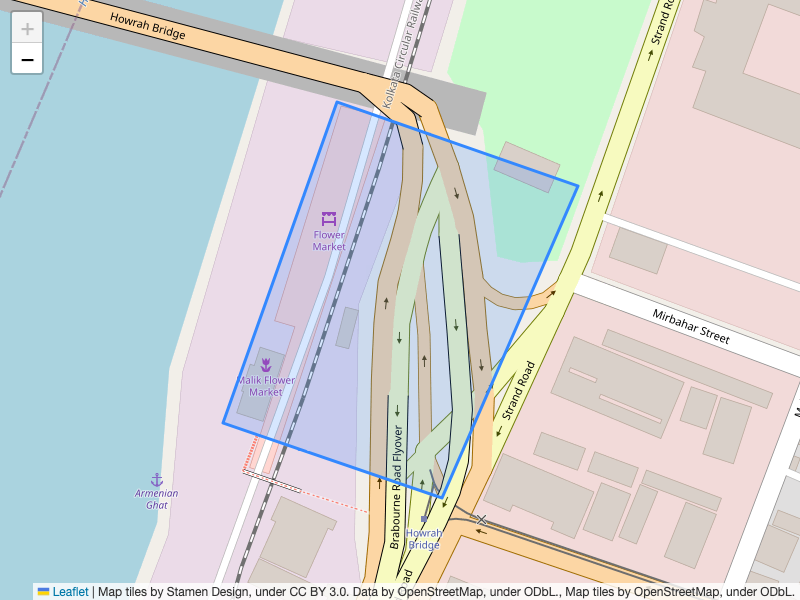 +
−
Howrah Bridge
Kolkata Circular Railway
Strand Road
Flower
Market
Mirbahar Street
Malik Flower
Market
Strand Road
Brabourne Road Flyover
Armenian
Ghat
Howrah
Bridge
Leaflet | Map tiles by Stamen Design, under CC BY 3.0. Data by OpenStreetMap, under ODbL., Map tiles by OpenStreetMap, under ODbL.